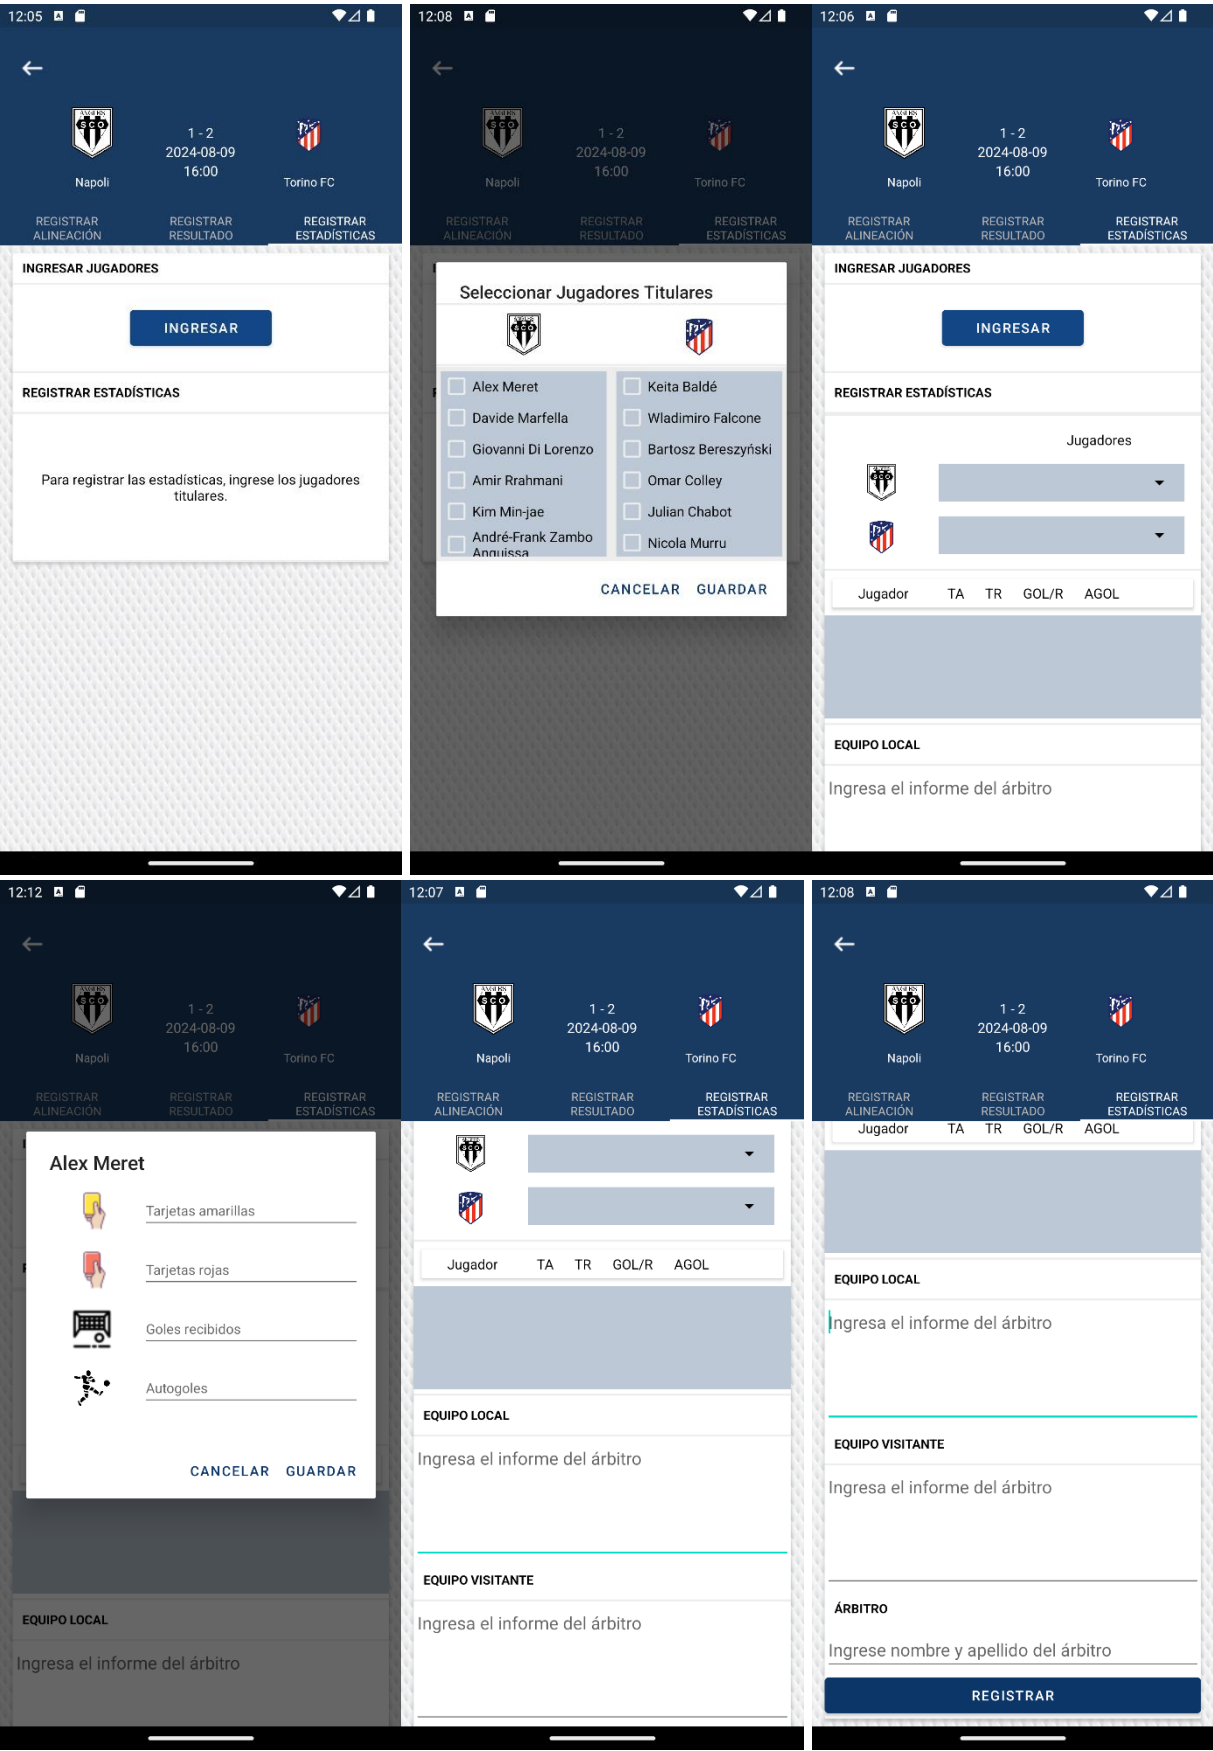 12:05
1 - 2
2024-08-09
16:00
Napoli
Torino FC
REGISTRAR ALINEACIÓN
REGISTRAR RESULTADO
REGISTRAR ESTADÍSTICAS
INGRESAR JUGADORES
INGRESAR
REGISTRAR ESTADÍSTICAS
Para registrar las estadísticas, ingrese los jugadores
titulares.
12:08
1 - 2
2024-08-09
16:00
Napoli
Torino FC
REGISTRAR ALINEACIÓN
REGISTRAR RESULTADO
REGISTRAR ESTADÍSTICAS
Seleccionar Jugadores Titulares
SCO
Alex Meret
Keita Baldé
Davide Marfella
Wladimiro Falcone
Giovanni Di Lorenzo
Bartosz Bereszyński
Amir Rrahmani
Omar Colley
Kim Min-jae
Julian Chabot
André-Frank Zambo
Anguissa
Nicola Murru
CANCELAR GUARDAR
12:06
1 - 2
2024-08-09
16:00
Napoli
Torino FC
REGISTRAR ALINEACIÓN
REGISTRAR RESULTADO
REGISTRAR ESTADÍSTICAS
INGRESAR JUGADORES
INGRESAR
REGISTRAR ESTADÍSTICAS
Jugadores
Jugador TA TR GOL/R AGOL
EQUIPO LOCAL
Ingresa el informe del árbitro
12:12
1 - 2
2024-08-09
16:00
Napoli
Torino FC
REGISTRAR ALINEACIÓN
REGISTRAR RESULTADO
REGISTRAR ESTADÍSTICAS
Alex Meret
Tarjetas amarillas
Tarjetas rojas
Goles recibidos
Autogoles
CANCELAR GUARDAR
EQUIPO LOCAL
Ingresa el informe del árbitro
12:07
1 - 2
2024-08-09
16:00
Napoli
Torino FC
REGISTRAR ALINEACIÓN
REGISTRAR RESULTADO
REGISTRAR ESTADÍSTICAS
Jugador TA TR GOL/R AGOL
EQUIPO LOCAL
Ingresa el informe del árbitro
EQUIPO VISITANTE
Ingresa el informe del árbitro
12:08
1 - 2
2024-08-09
16:00
Napoli
Torino FC
REGISTRAR ALINEACIÓN
REGISTRAR RESULTADO
REGISTRAR ESTADÍSTICAS
Jugador TA TR GOL/R AGOL
EQUIPO LOCAL
Ingresa el informe del árbitro
EQUIPO VISITANTE
Ingresa el informe del árbitro
ÁRBITRO
Ingrese nombre y apellido del árbitro
REGISTRAR